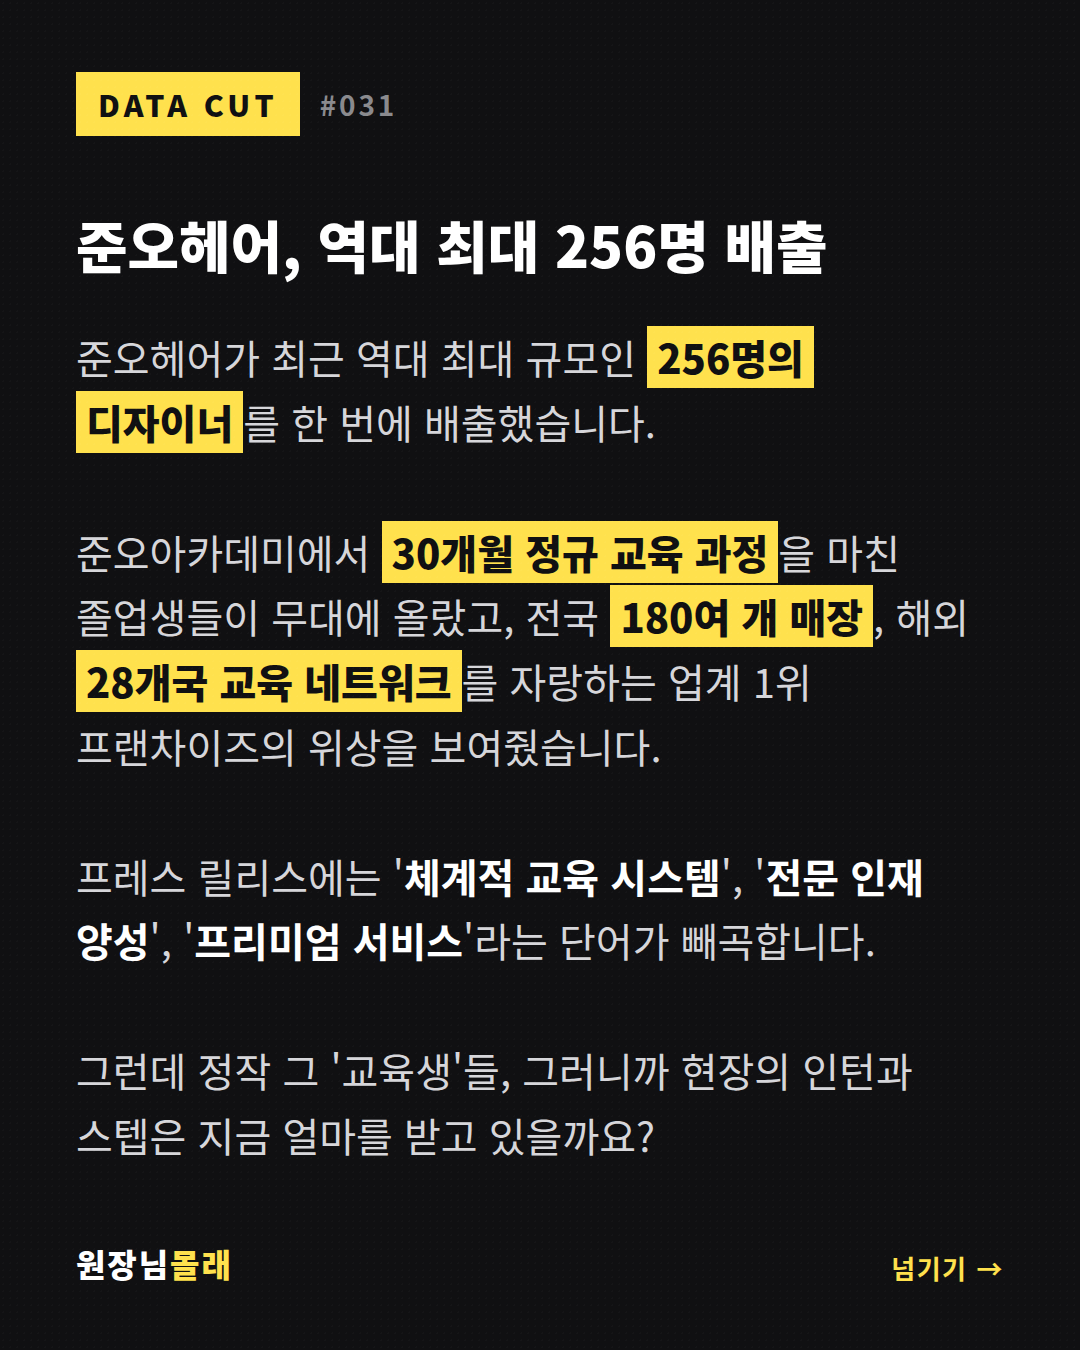 DATA CUT #031
준오헤어, 역대 최대 256명 배출
준오헤어가 최근 역대 최대 규모인 256명의
디자이너를 한 번에 배출했습니다.
준오아카데미에서 30개월 정규 교육 과정을 마친
졸업생들이 무대에 올랐고, 전국 180여 개 매장, 해외
28개국 교육 네트워크를 자랑하는 업계 1위
프랜차이즈의 위상을 보여줬습니다.
프레스 릴리스에는 '체계적 교육 시스템', '전문 인재
양성', '프리미엄 서비스'라는 단어가 빼곡합니다.
그런데 정작 그 '교육생'들, 그러니까 현장의 인턴과
스텝은 지금 얼마를 받고 있을까요?
원장님몰래
넘기기 →